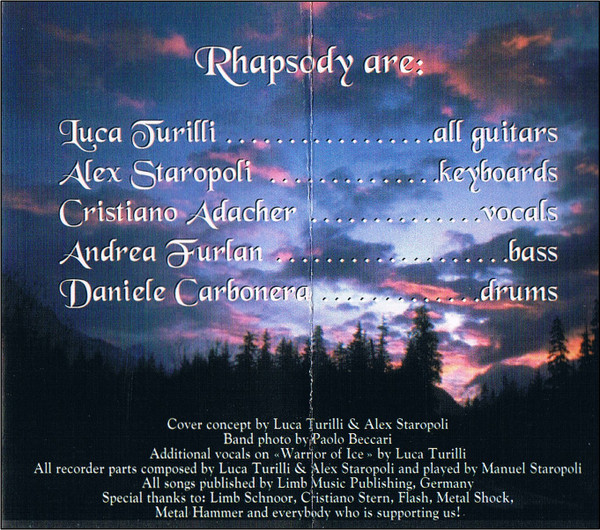 Rhapsody are:
Luca Turilli . . . . . . . . . . . . . . . . . all guitars
Alex Staropoli . . . . . . . . . . . . . keyboards
Cristiano Adacher . . . . . . . . . . . . . . vocals
Andrea Furlan . . . . . . . . . . . . . . . . . . . bass
Daniele Carbonera . . . . . . . . . . . . . drums
Cover concept by Luca Turilli & Alex Staropoli
Band photo by Paolo Beccari
Additional vocals on «Warrior of Ice» by Luca Turilli
All recorder parts composed by Luca Turilli & Alex Staropoli and played by Manuel Staropoli
All songs published by Limb Music Publishing, Germany
Special thanks to: Limb Schnoor, Cristiano Stern, Flash, Metal Shock,
Metal Hammer and everybody who is supporting us!